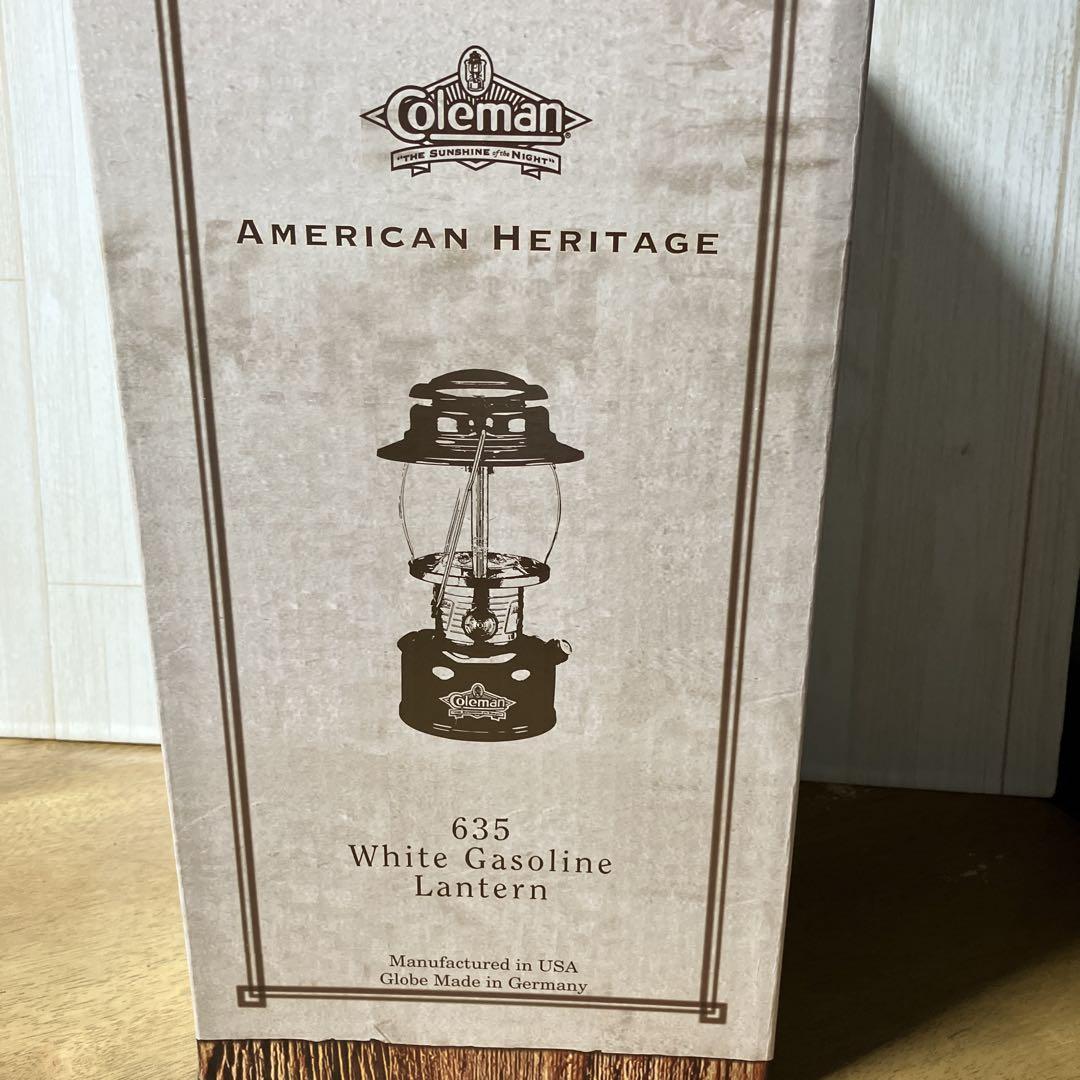 Coleman®
"THE SUNSHINE of the NIGHT"
AMERICAN HERITAGE
Coleman
635
White Gasoline
Lantern
Manufactured in USA
Globe Made in Germany